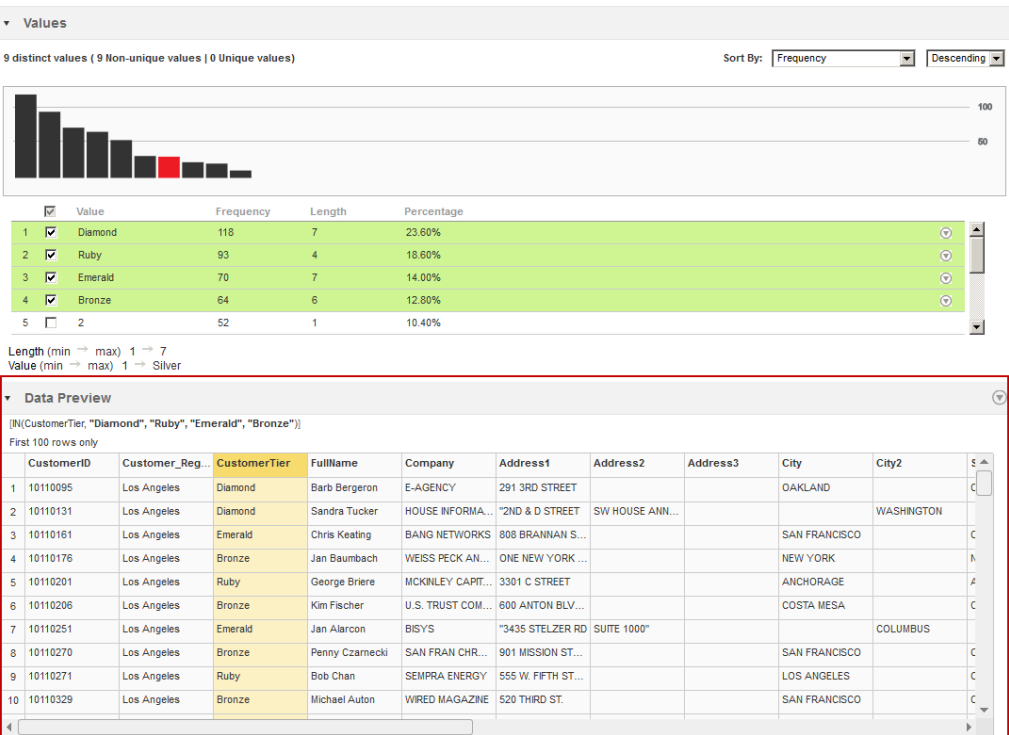 Values
9 distinct values ( 9 Non-unique values | 0 Unique values)
Sort By: Frequency Descending
100
50
Value Frequency Length Percentage
1 Diamond 118 7 23.60%
2 Ruby 93 4 18.60%
3 Emerald 70 7 14.00%
4 Bronze 64 6 12.80%
5 2 52 1 10.40%
Length (min → max) 1 → 7
Value (min → max) 1 → Silver
Data Preview
[IN(CustomerTier, "Diamond", "Ruby", "Emerald", "Bronze")]
First 100 rows only
CustomerID Customer_Reg... CustomerTier FullName Company Address1 Address2 Address3 City City2 S
1 10110095 Los Angeles Diamond Barb Bergeron E-AGENCY 291 3RD STREET OAKLAND C
2 10110131 Los Angeles Diamond Sandra Tucker HOUSE INFORMA... "2ND & D STREET SW HOUSE ANN... WASHINGTON
3 10110161 Los Angeles Emerald Chris Keating BANG NETWORKS 808 BRANNAN S... SAN FRANCISCO C
4 10110176 Los Angeles Bronze Jan Baumbach WEISS PECK AN... ONE NEW YORK ... NEW YORK N
5 10110201 Los Angeles Ruby George Briere MCKINLEY CAPIT... 3301 C STREET ANCHORAGE A
6 10110206 Los Angeles Bronze Kim Fischer U.S. TRUST COM... 600 ANTON BLV... COSTA MESA C
7 10110251 Los Angeles Emerald Jan Alarcon BISYS "3435 STELZER RD SUITE 1000" COLUMBUS
8 10110270 Los Angeles Bronze Penny Czarnecki SAN FRAN CHR... 901 MISSION ST... SAN FRANCISCO C
9 10110271 Los Angeles Ruby Bob Chan SEMPRA ENERGY 555 W. FIFTH ST... LOS ANGELES C
10 10110329 Los Angeles Bronze Michael Auton WIRED MAGAZINE 520 THIRD ST. SAN FRANCISCO C